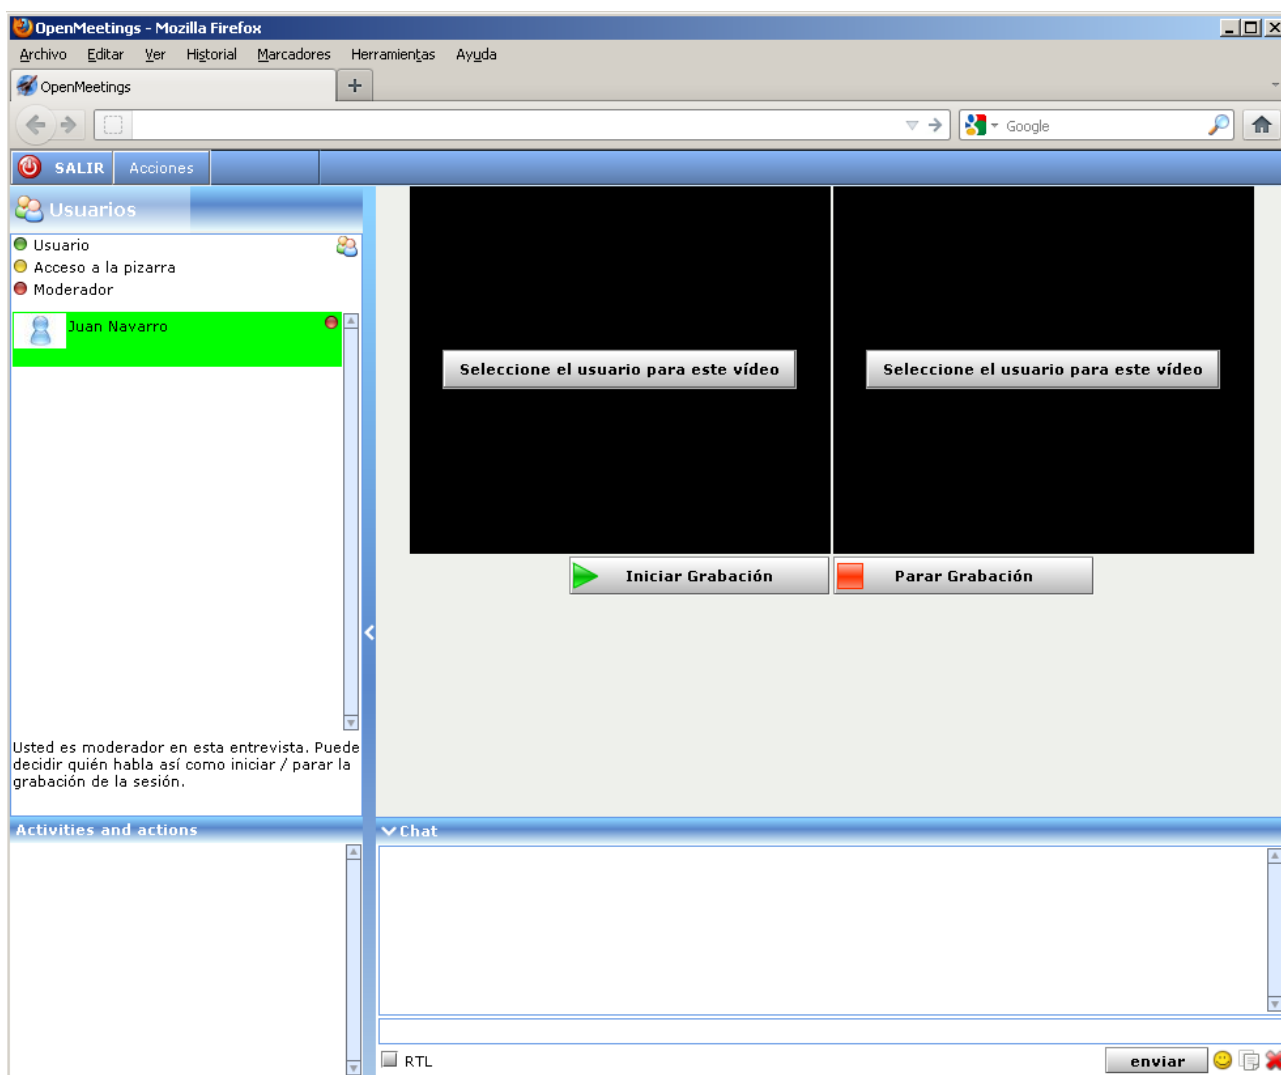 OpenMeetings - Mozilla Firefox
Archivo Editar Ver Historial Marcadores Herramientas Ayuda
OpenMeetings
Google
SALIR Acciones
Usuarios
Usuario
Acceso a la pizarra
Moderador
Juan Navarro
Seleccione el usuario para este vídeo
Seleccione el usuario para este vídeo
Iniciar Grabación
Parar Grabación
Usted es moderador en esta entrevista. Puede
decidir quién habla así como iniciar / parar la
grabación de la sesión.
Activities and actions
Chat
RTL
enviar